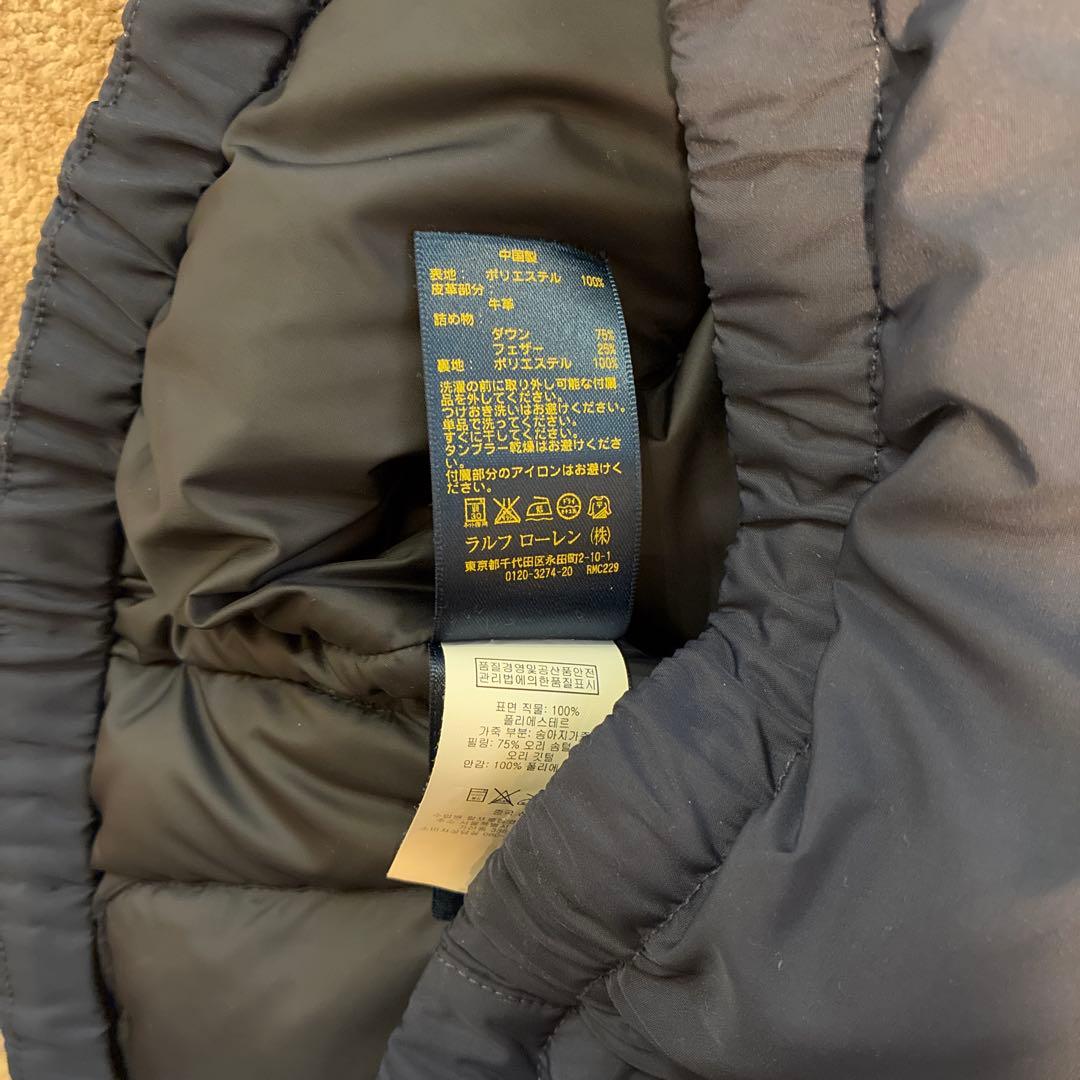 中国製
表地： ポリエステル 100%
皮革部分：
牛革
詰め物
ダウン 75%
フェザー 25%
裏地： ポリエステル 100%
洗濯の前に取り外し可能な付属
品を外してください。
つけおき洗いはお避けください。
単品で洗ってください。
すぐに干してください。
タンブラー乾燥はお避けくださ
い。
付属部分のアイロンはお避けく
ださい。
ラルフ ローレン (株)
東京都千代田区永田町2-10-1
0120-3274-20 RMC229
품질경영및공산품안전
관리법에의한품질표시
표면 직물: 100%
폴리에스테르
가죽 부분: 송아지가죽
필링: 75% 오리 솜털
오리 깃털
안감: 100% 폴리에